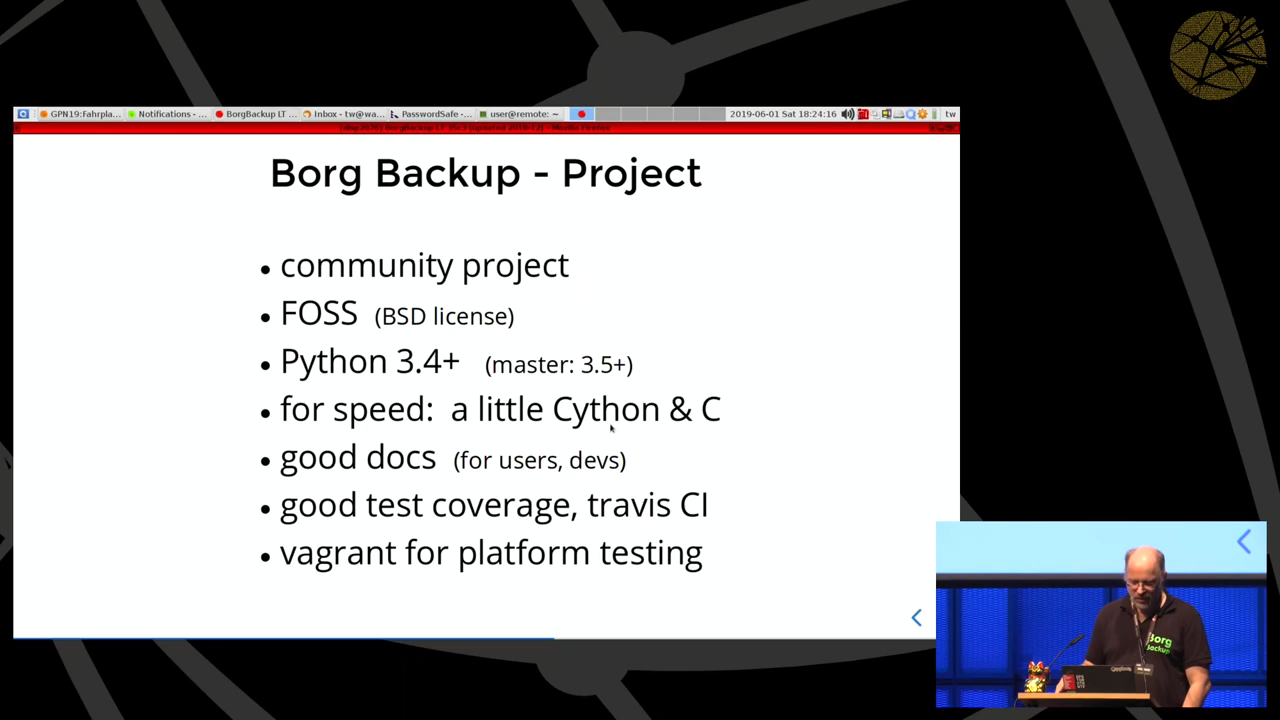 GPN19:Fahrpla...
Notifications - ...
BorgBackup LT ...
Inbox - tw@wa...
PasswordSafe -...
user@remote: ~
2019-06-01 Sat 18:24:16
tw
Borg Backup - Project
• community project
• FOSS (BSD license)
• Python 3.4+ (master: 3.5+)
• for speed: a little Cython & C
• good docs (for users, devs)
• good test coverage, travis CI
• vagrant for platform testing
Borg
Backup